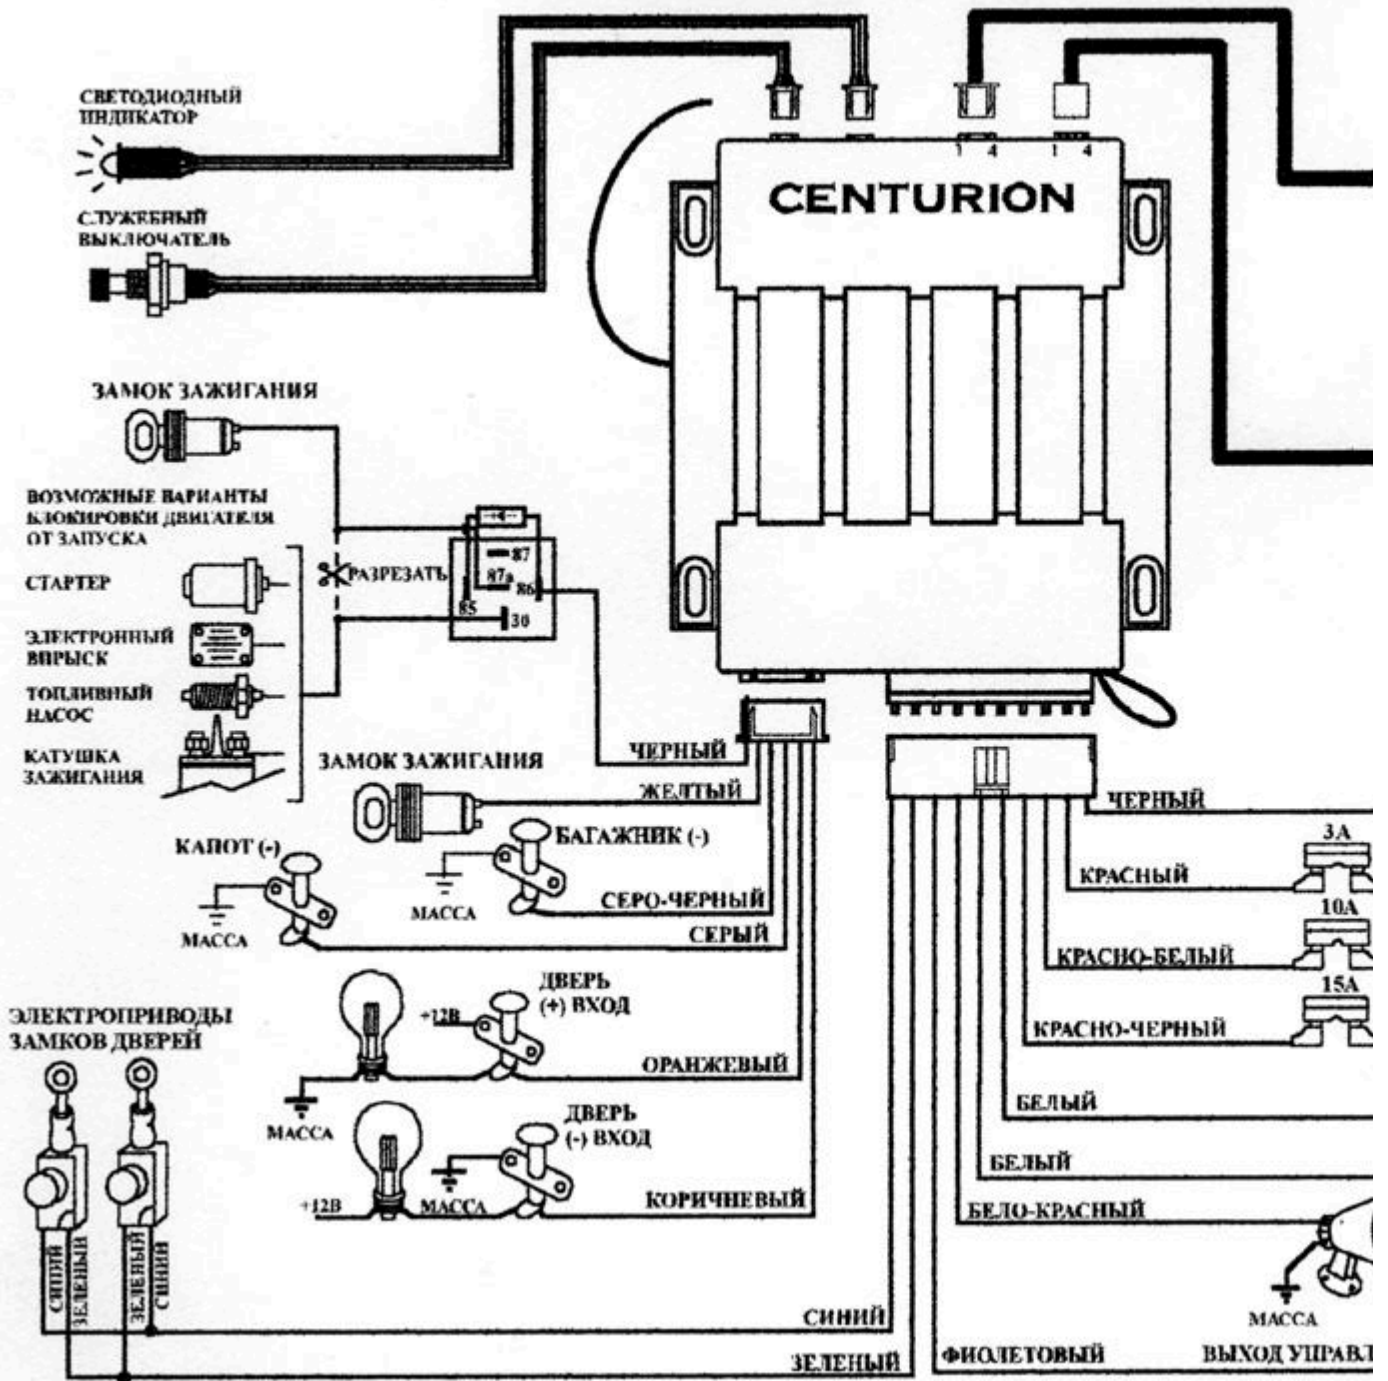 СВЕТОДИОДНЫЙ
ИНДИКАТОР
1 4
1 4
CENTURION
СЛУЖЕБНЫЙ
ВЫКЛЮЧАТЕЛЬ
ЗАМОК ЗАЖИГАНИЯ
ВОЗМОЖНЫЕ ВАРИАНТЫ
БЛОКИРОВКИ ДВИГАТЕЛЯ
ОТ ЗАПУСКА
СТАРТЕР
РАЗРЕЗАТЬ
87
87а
86
85
30
ЭЛЕКТРОННЫЙ
ВПРЫСК
ТОПЛИВНЫЙ
НАСОС
КАТУШКА
ЗАЖИГАНИЯ
ЗАМОК ЗАЖИГАНИЯ
ЧЕРНЫЙ
ЖЕЛТЫЙ
ЧЕРНЫЙ
КАПОТ (-)
БАГАЖНИК (-)
3А
КРАСНЫЙ
МАССА
СЕРО-ЧЕРНЫЙ
МАССА
СЕРЫЙ
10А
КРАСНО-БЕЛЫЙ
ДВЕРЬ
(+) ВХОД
+12В
15А
КРАСНО-ЧЕРНЫЙ
ЭЛЕКТРОПРИВОДЫ
ЗАМКОВ ДВЕРЕЙ
ОРАНЖЕВЫЙ
МАССА
БЕЛЫЙ
ДВЕРЬ
(-) ВХОД
БЕЛЫЙ
+12В
МАССА
КОРИЧНЕВЫЙ
БЕЛО-КРАСНЫЙ
СИНИЙ
ЗЕЛЕНЫЙ
ЗЕЛЕНЫЙ
СИНИЙ
МАССА
СИНИЙ
ЗЕЛЕНЫЙ
ФИОЛЕТОВЫЙ
ВЫХОД УПРАВЛ